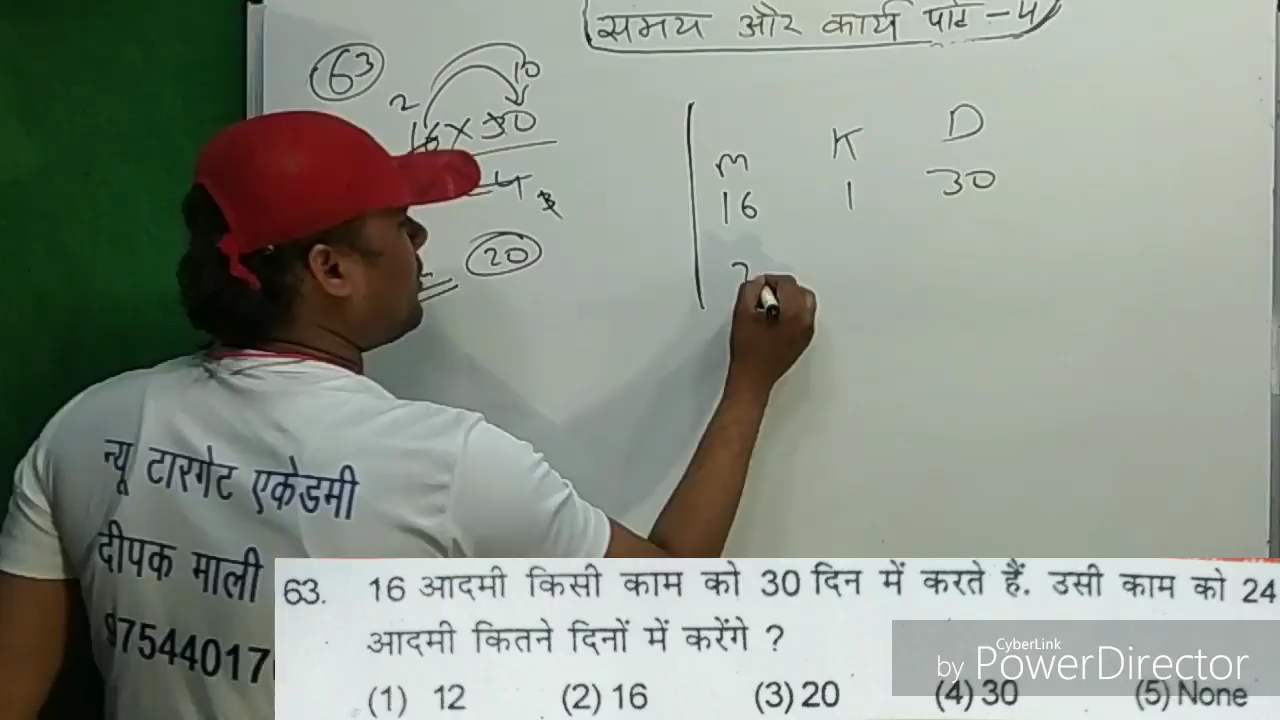 समय और कार्य पार्ट-4
63
2 10
16 × 30
20
M K D
16 1 30
2
न्यू टारगेट एकेडमी
दीपक माली
97544017
63. 16 आदमी किसी काम को 30 दिन में करते हैं. उसी काम को 24
आदमी कितने दिनों में करेंगे ?
(1) 12 (2) 16 (3) 20 (4) 30 (5) None
CyberLink
by PowerDirector